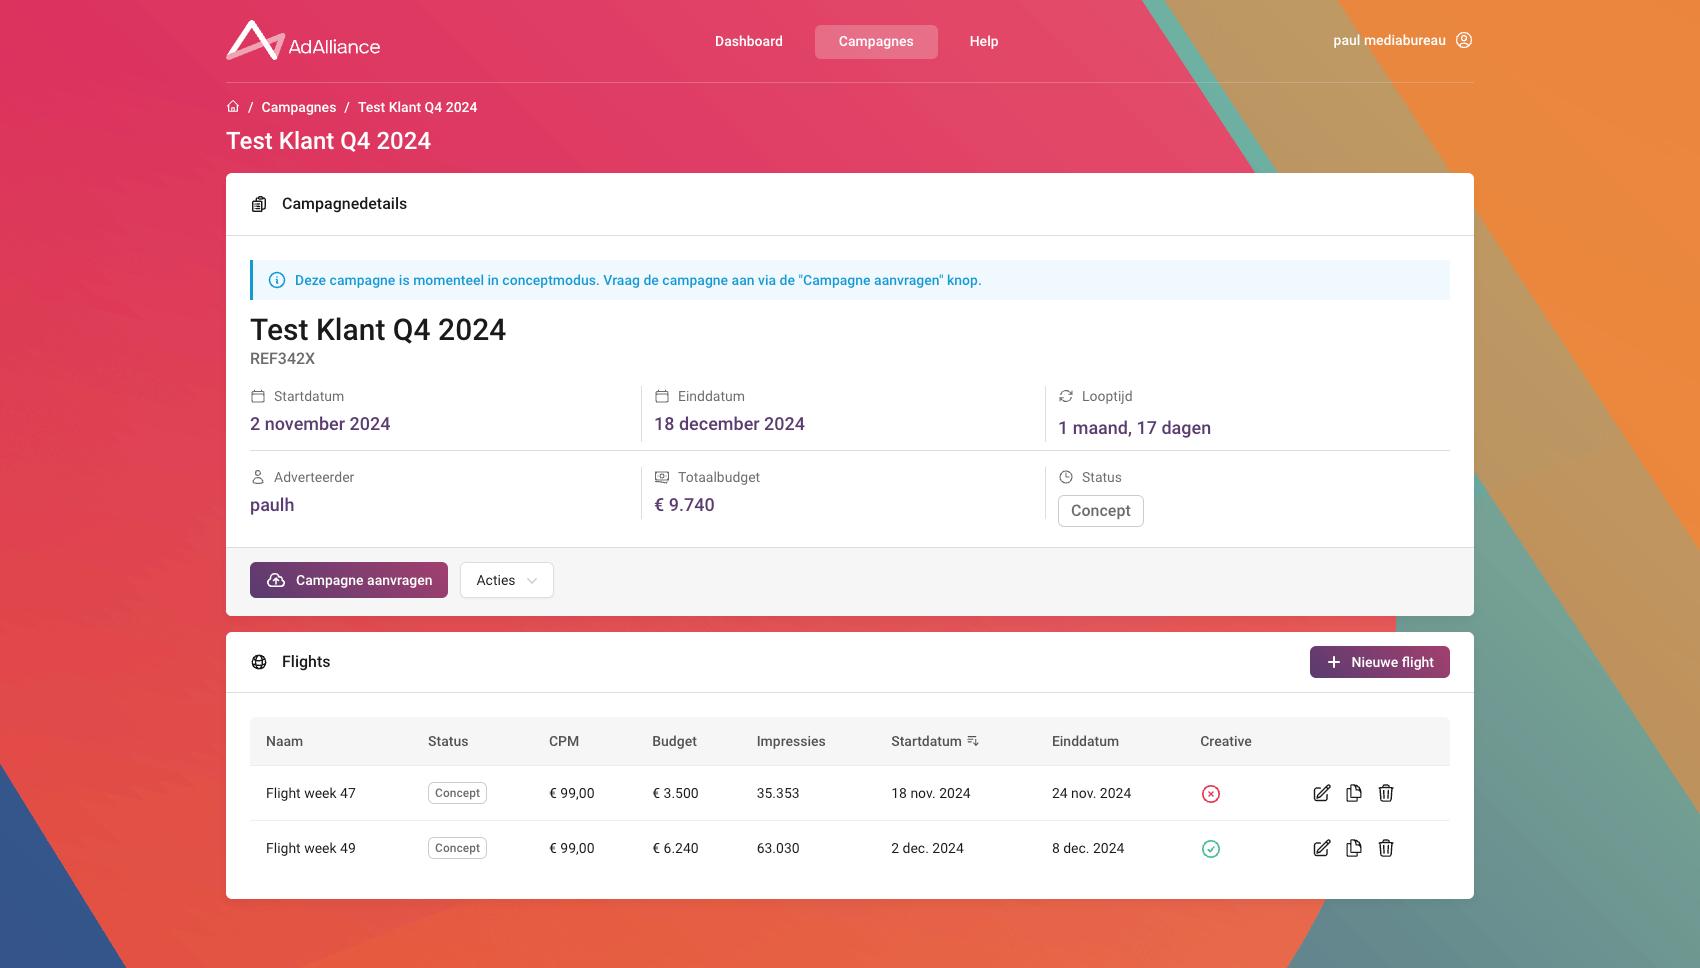 AdAlliance
Dashboard
Campagnes
Help
paul mediabureau
/ Campagnes / Test Klant Q4 2024
Test Klant Q4 2024
Campagnedetails
Deze campagne is momenteel in conceptmodus. Vraag de campagne aan via de "Campagne aanvragen" knop.
Test Klant Q4 2024
REF342X
Startdatum
2 november 2024
Einddatum
18 december 2024
Looptijd
1 maand, 17 dagen
Adverteerder
paulh
Totaalbudget
€ 9.740
Status
Concept
Campagne aanvragen
Acties
Flights
Nieuwe flight
Naam Status CPM Budget Impressies Startdatum Einddatum Creative
Flight week 47 Concept € 99,00 € 3.500 35.353 18 nov. 2024 24 nov. 2024
Flight week 49 Concept € 99,00 € 6.240 63.030 2 dec. 2024 8 dec. 2024